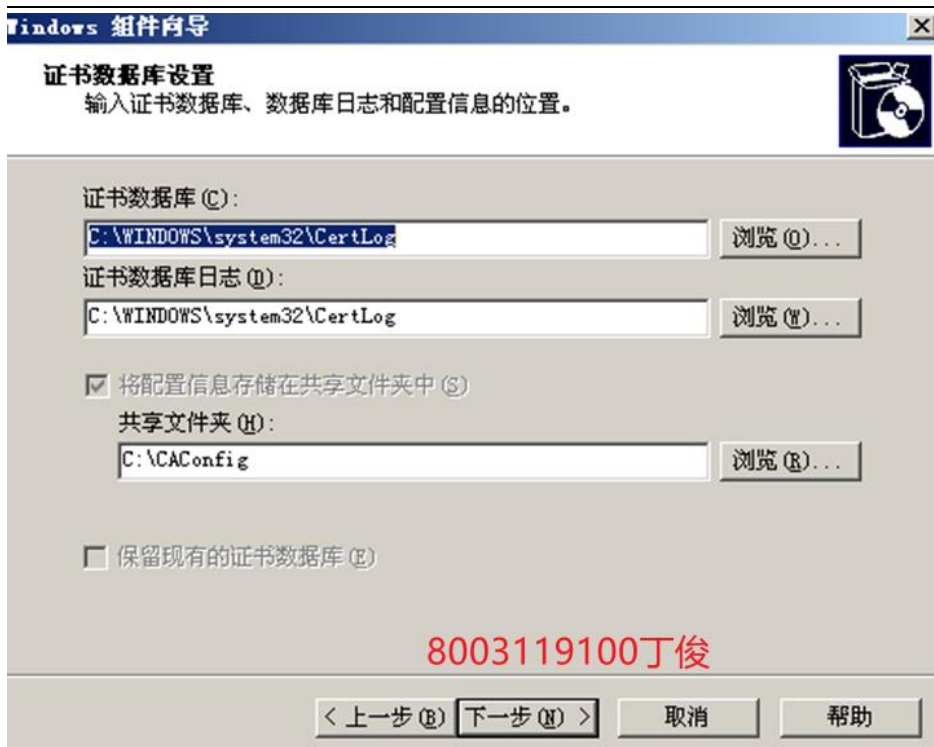 Windows 组件向导
证书数据库设置
输入证书数据库、数据库日志和配置信息的位置。
证书数据库(C):
C:\WINDOWS\system32\CertLog
浏览(O)...
证书数据库日志(D):
C:\WINDOWS\system32\CertLog
浏览(W)...
将配置信息存储在共享文件夹中(S)
共享文件夹(H):
C:\CAConfig
浏览(R)...
保留现有的证书数据库(E)
8003119100丁俊
< 上一步(B)
下一步(N) >
取消
帮助